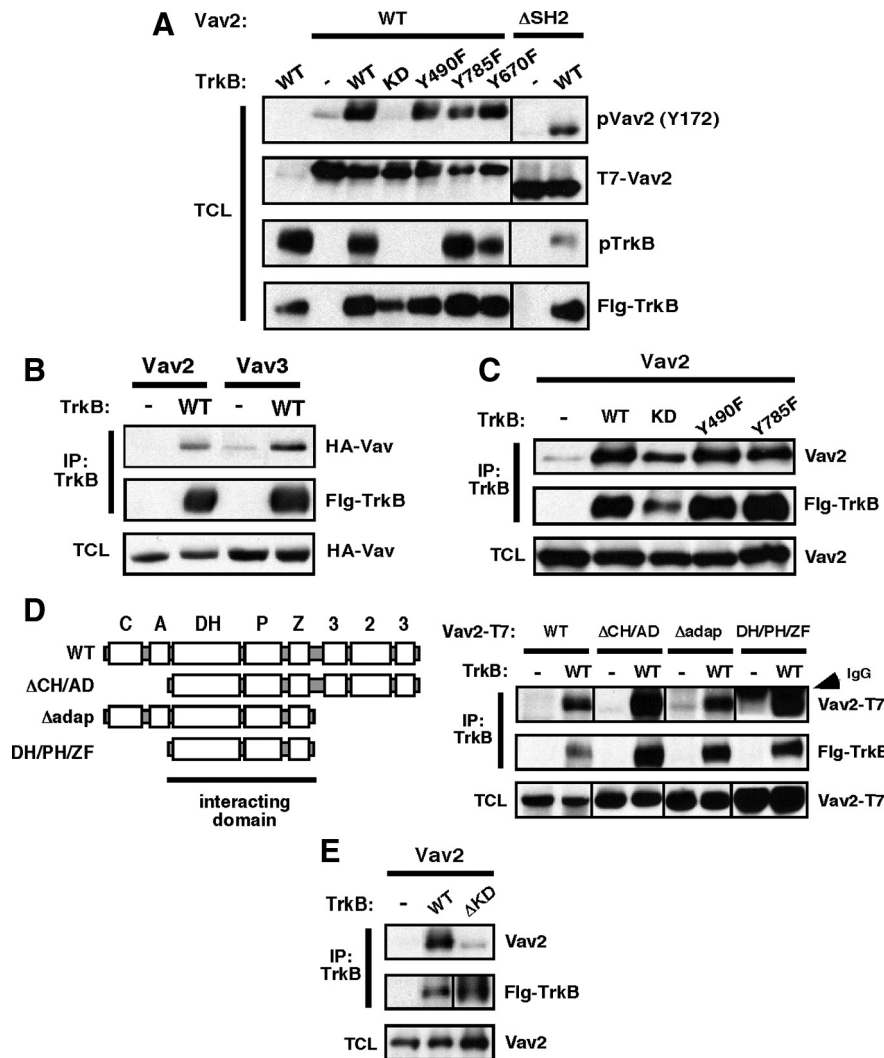 A
Vav2: WT ΔSH2
TrkB: WT - WT KD Y490F Y785F Y670F - WT
TCL
pVav2 (Y172)
T7-Vav2
pTrkB
Flg-TrkB
B
Vav2 Vav3
TrkB: - WT - WT
IP: TrkB
HA-Vav
Flg-TrkB
TCL HA-Vav
C
Vav2
TrkB: - WT KD Y490F Y785F
IP: TrkB
Vav2
Flg-TrkB
TCL Vav2
D
C A DH P Z 3 2 3
WT
ΔCH/AD
Δadap
DH/PH/ZF
interacting
domain
Vav2-T7: WT ΔCH/AD Δadap DH/PH/ZF
TrkB: - WT - WT - WT - WT
IgG
IP: TrkB
Vav2-T7
Flg-TrkB
TCL Vav2-T7
E
Vav2
TrkB: - WT ΔKD
IP: TrkB
Vav2
Flg-TrkB
TCL Vav2